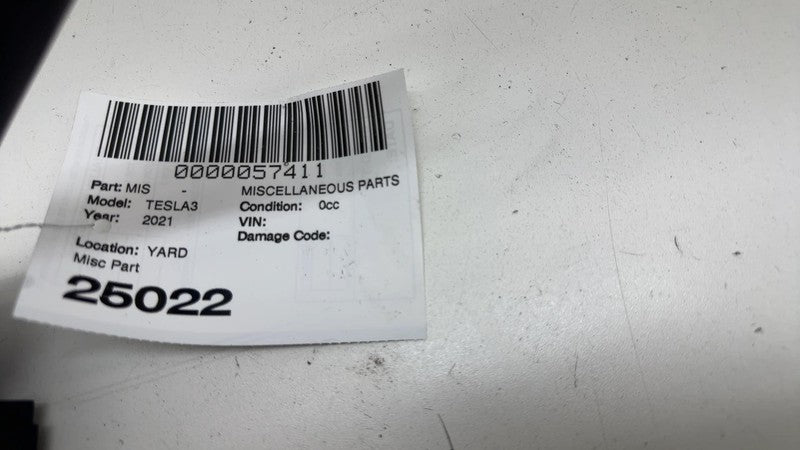 0000057411
Part: MIS - MISCELLANEOUS PARTS
Model: TESLA3 Condition: 0cc
Year: 2021 VIN:
Damage Code:
Location: YARD
Misc Part
25022